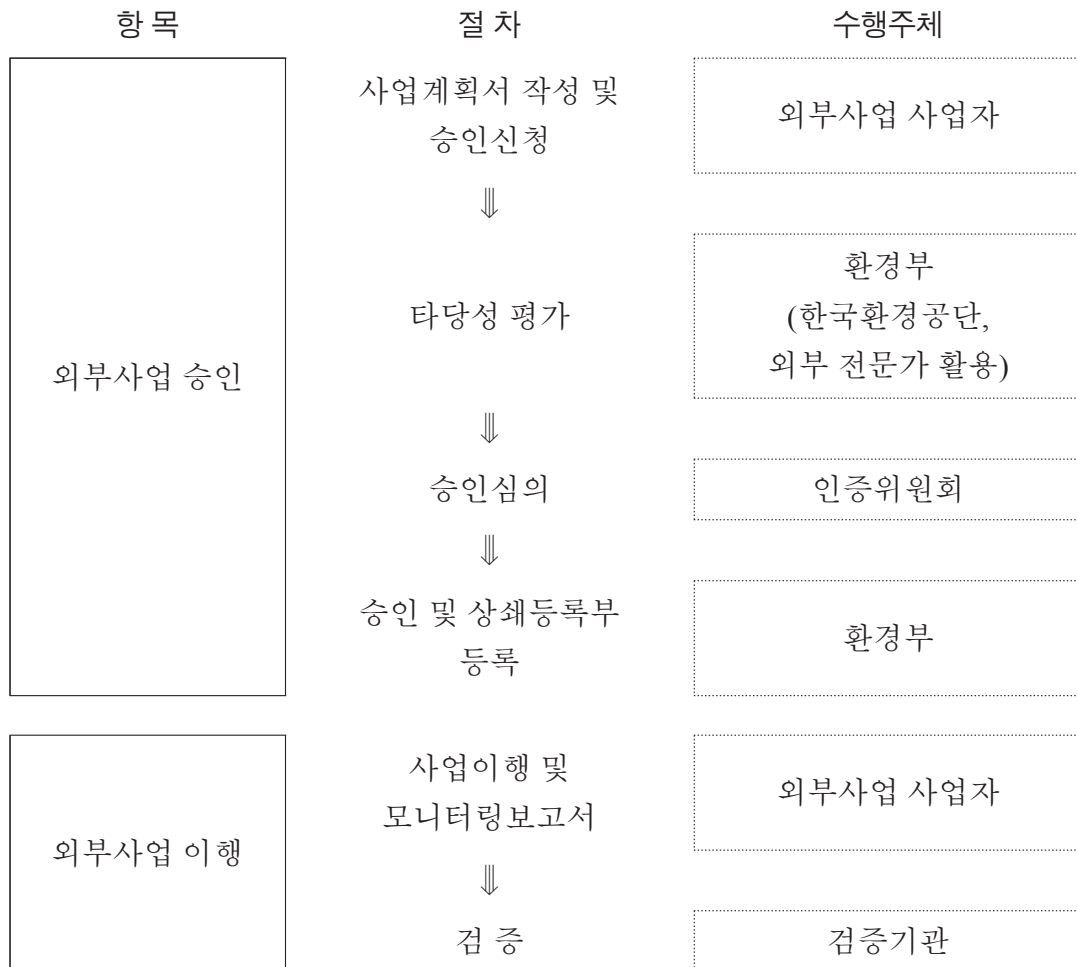 항 목 절 차 수행주체
외부사업 승인
사업계획서 작성 및
승인신청
외부사업 사업자
⇓
타당성 평가
환경부
(한국환경공단,
외부 전문가 활용)
⇓
승인심의
인증위원회
⇓
승인 및 상쇄등록부
등록
환경부
외부사업 이행
사업이행 및
모니터링보고서
외부사업 사업자
⇓
검 증
검증기관